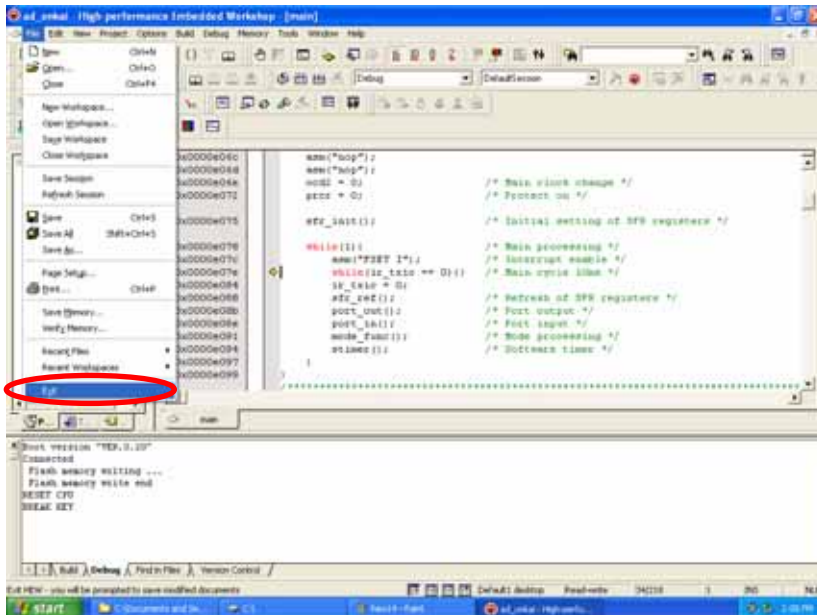 ad_onkai - High-performance Embedded Workshop - [main]
File Edit View Project Options Build Debug Memory Tools Window Help
New Ctrl+N
Open... Ctrl+O
Close Ctrl+F4
New Workspace...
Open Workspace...
Save Workspace
Close Workspace
Save Session
Refresh Session
Save Ctrl+S
Save All Shift+Ctrl+S
Save As...
Page Setup...
Print... Ctrl+P
Save Memory...
Verify Memory...
Recent Files
Recent Workspaces
Exit
Debug
DefaultSession
asm("nop");
asm("nop");
ocd2 = 0; /* Main clock change */
0x0000e072 prcr = 0; /* Protect on */
0x0000e075 sfr_init(); /* Initial setting of SFR registers */
0x0000e078 while(1){ /* Main processing */
0x0000e07c asm("FSET I"); /* Interrupt enable */
0x0000e07e while(ir_txic == 0){} /* Main cycle 10ms */
0x0000e084 ir_txic = 0;
0x0000e088 sfr_ref(); /* Refresh of SFR registers */
0x0000e08b port_out(); /* Port output */
0x0000e08e port_in(); /* Port input */
0x0000e091 mode_func(); /* Mode processing */
0x0000e094 stimer(); /* Software timer */
0x0000e097 }
0x0000e099 }
main
Boot version "VER.3.20"
Connected
Flash memory writing ...
Flash memory write end
RESET CPU
BREAK KEY
Build Debug Find in Files Version Control
Exit HEW - you will be prompted to save modified documents
Default1 desktop Read-write
INS
start
2:08 PM